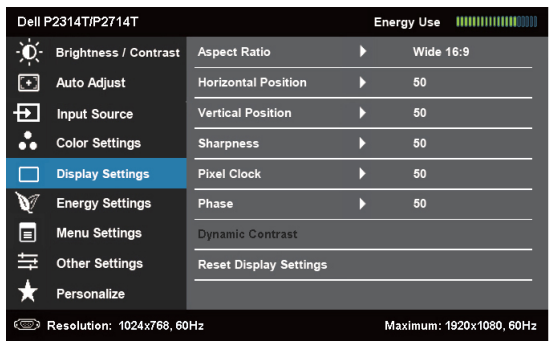 Dell P2314T/P2714T Energy Use
Brightness / Contrast Aspect Ratio Wide 16:9
Auto Adjust Horizontal Position 50
Input Source Vertical Position 50
Color Settings Sharpness 50
Display Settings Pixel Clock 50
Energy Settings Phase 50
Menu Settings Dynamic Contrast
Other Settings Reset Display Settings
Personalize
Resolution: 1024x768, 60Hz Maximum: 1920x1080, 60Hz